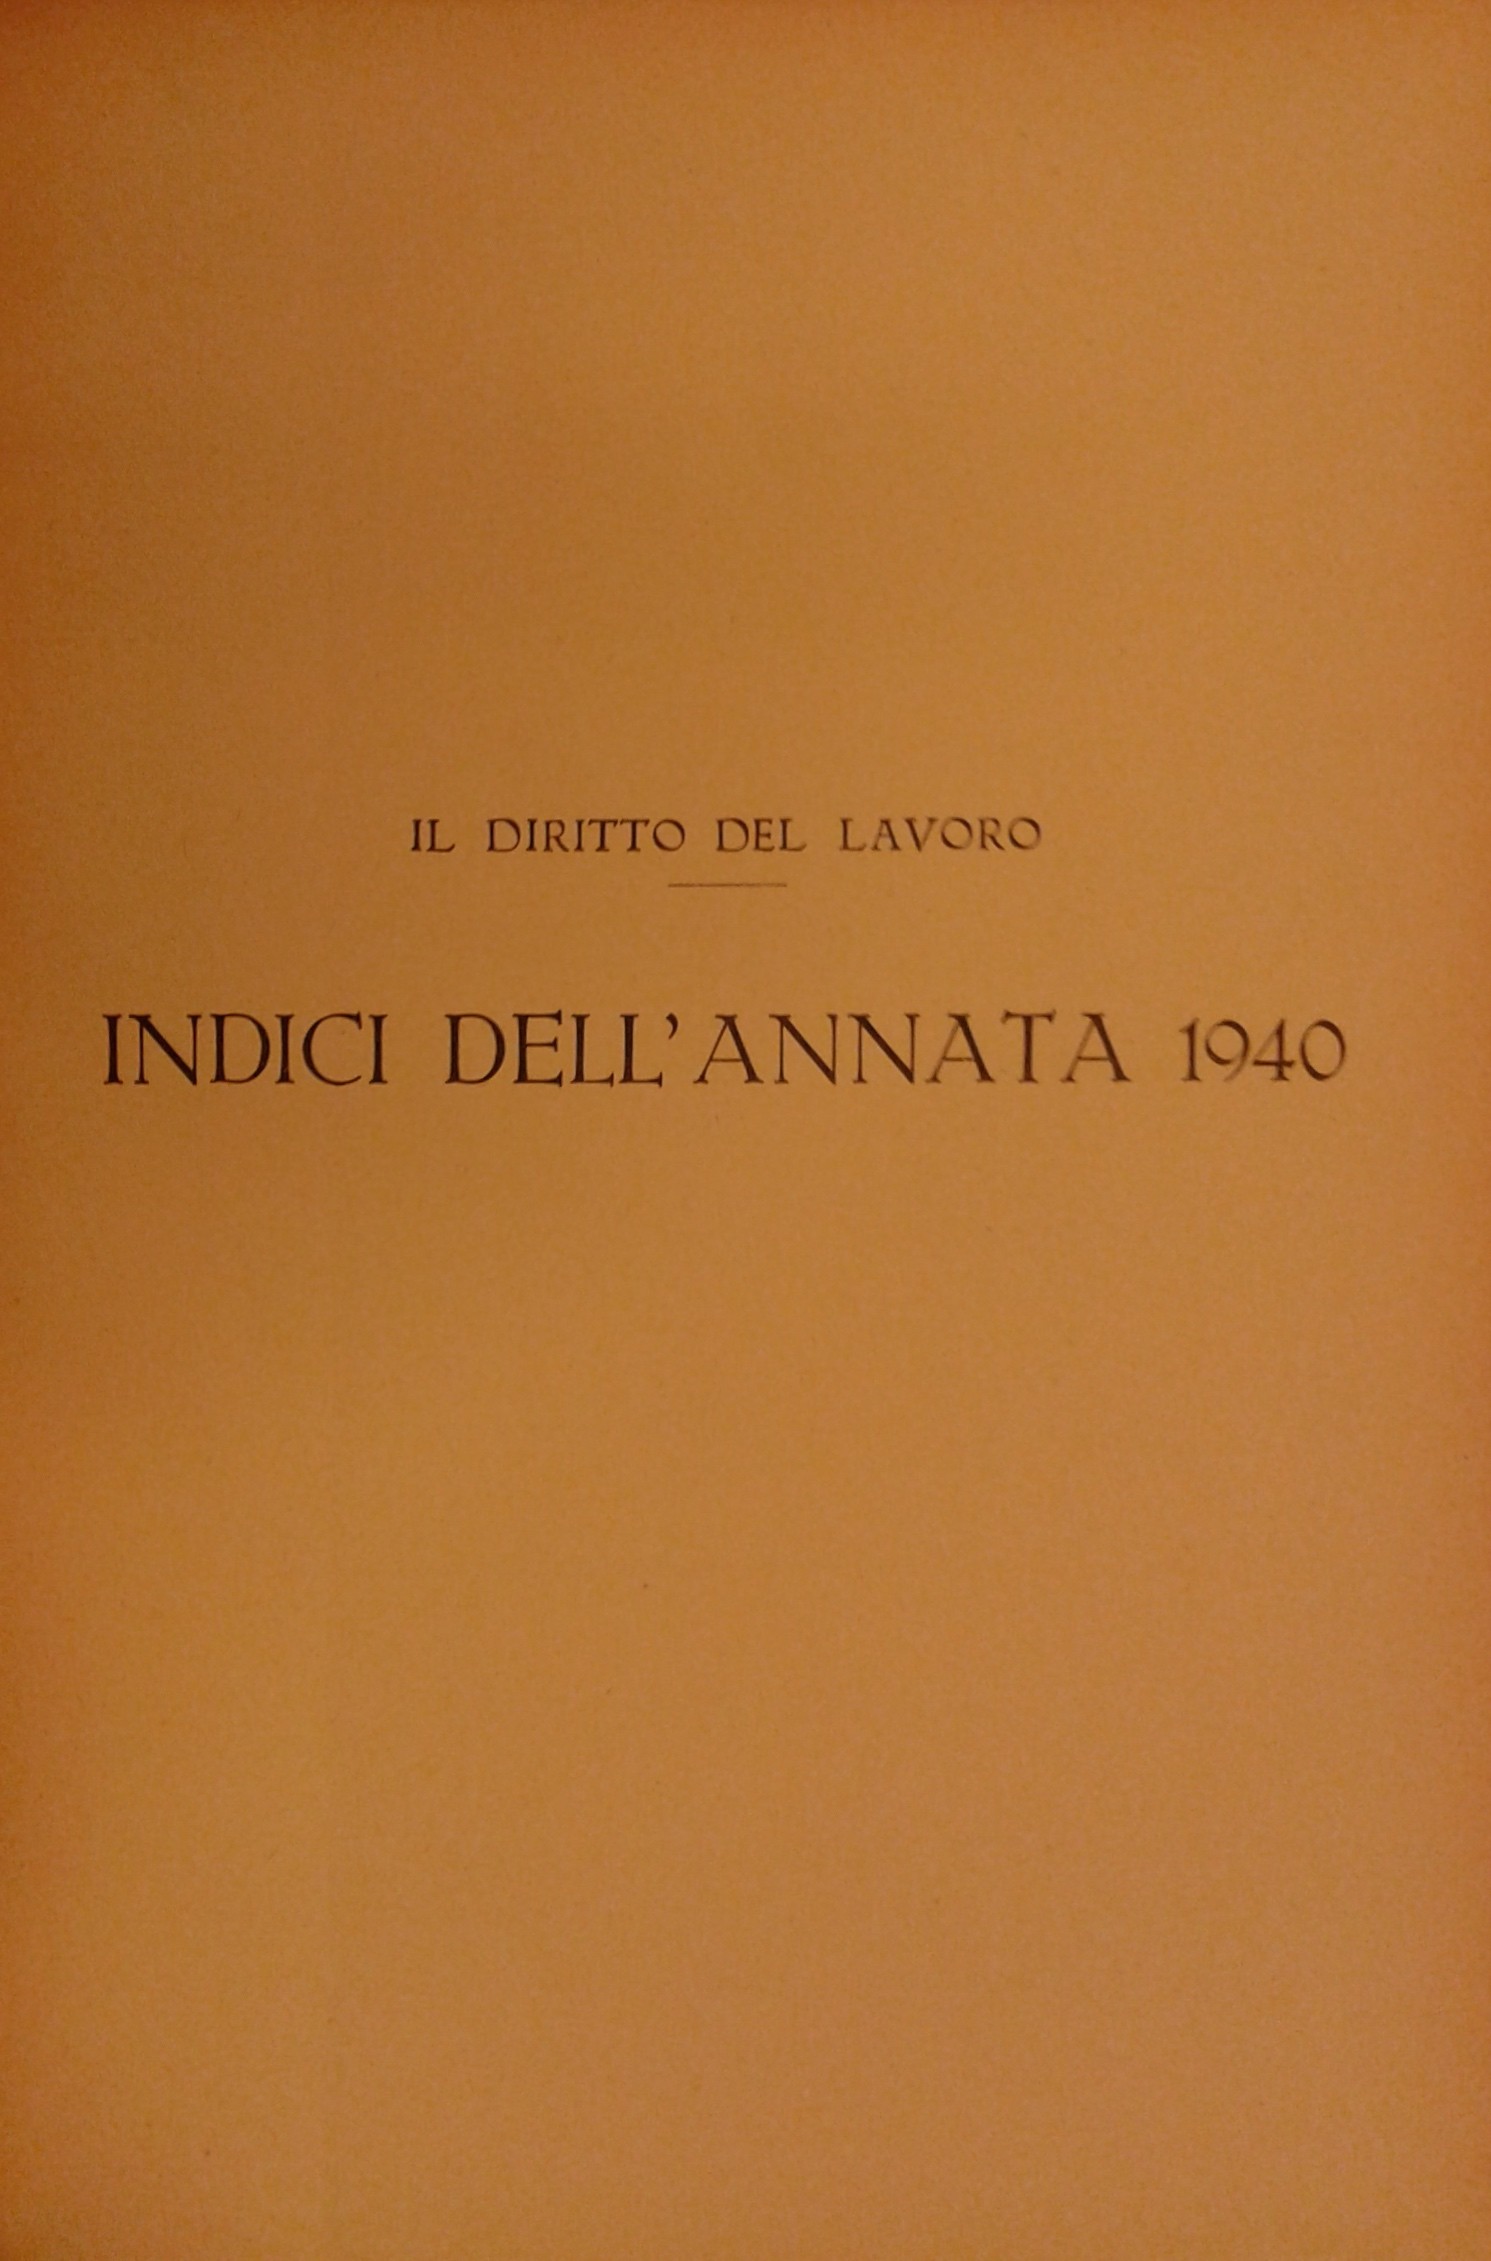 IL DIRITTO DEL LAVORO
INDICI DELL'ANNATA 1940